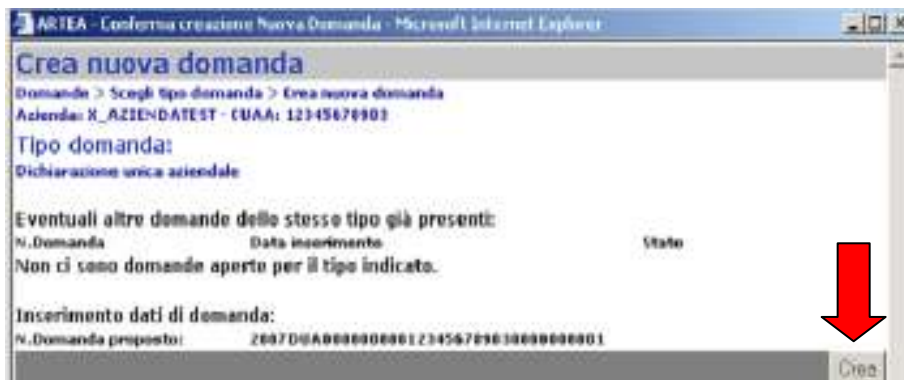 ARTEA - Conferma creazione Nuova Domanda - Microsoft Internet Explorer
Crea nuova domanda
Domande > Scegli tipo domanda > Crea nuova domanda
Azienda: X_AZIENDATEST - CUAA: 12345678903
Tipo domanda:
Dichiarazione unica aziendale
Eventuali altre domande dello stesso tipo già presenti:
N.Domanda Data inserimento Stato
Non ci sono domande aperte per il tipo indicato.
Inserimento dati di domanda:
N.Domanda proposto:
Crea